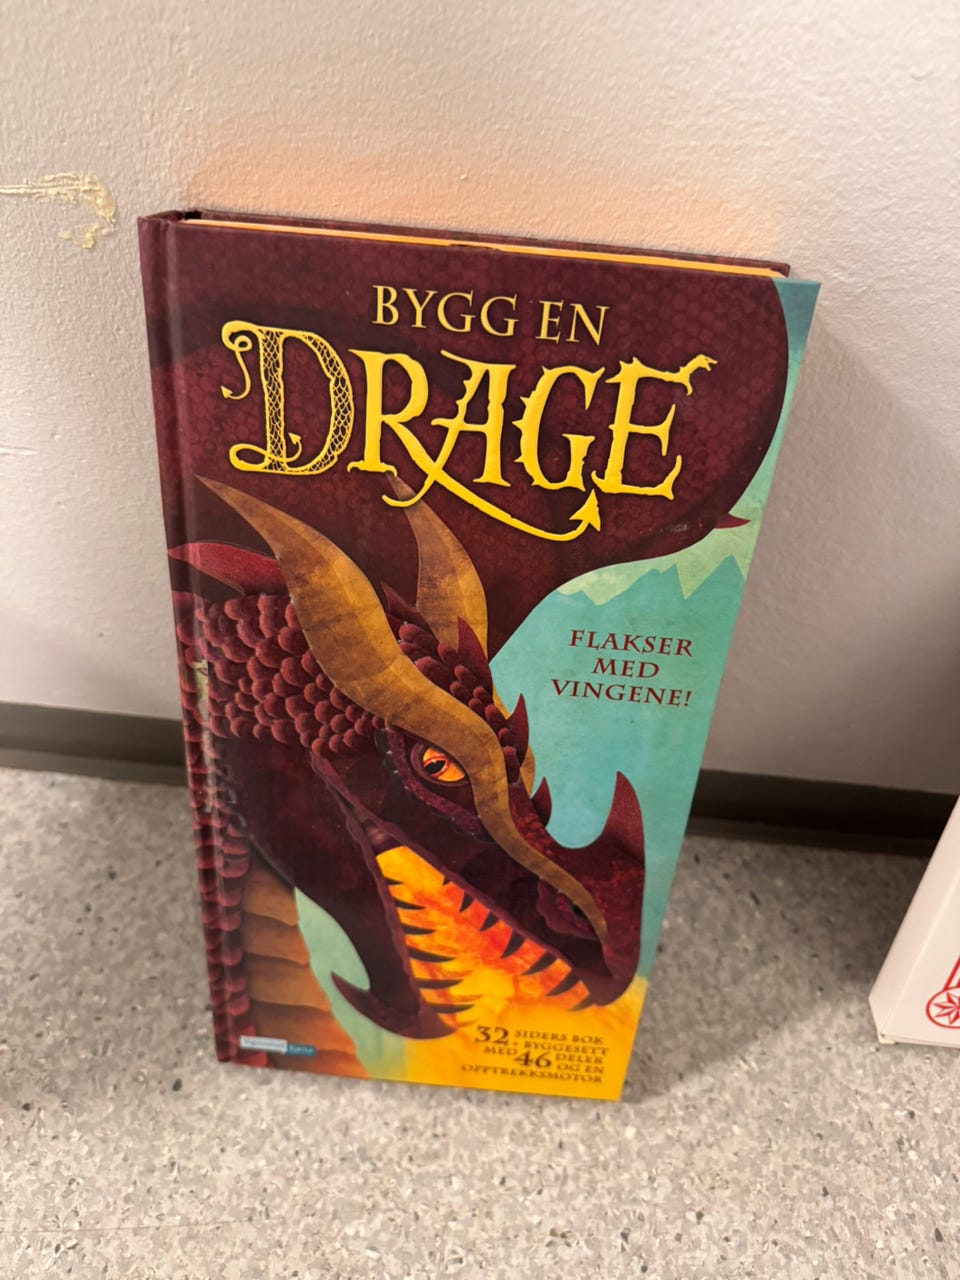 BYGG EN
DRAGE
FLAKSER
MED
VINGENE!
32 SIDERS BOK
+ BYGGESETT
MED 46 DELER
OG EN
OPPTREKKSMOTOR